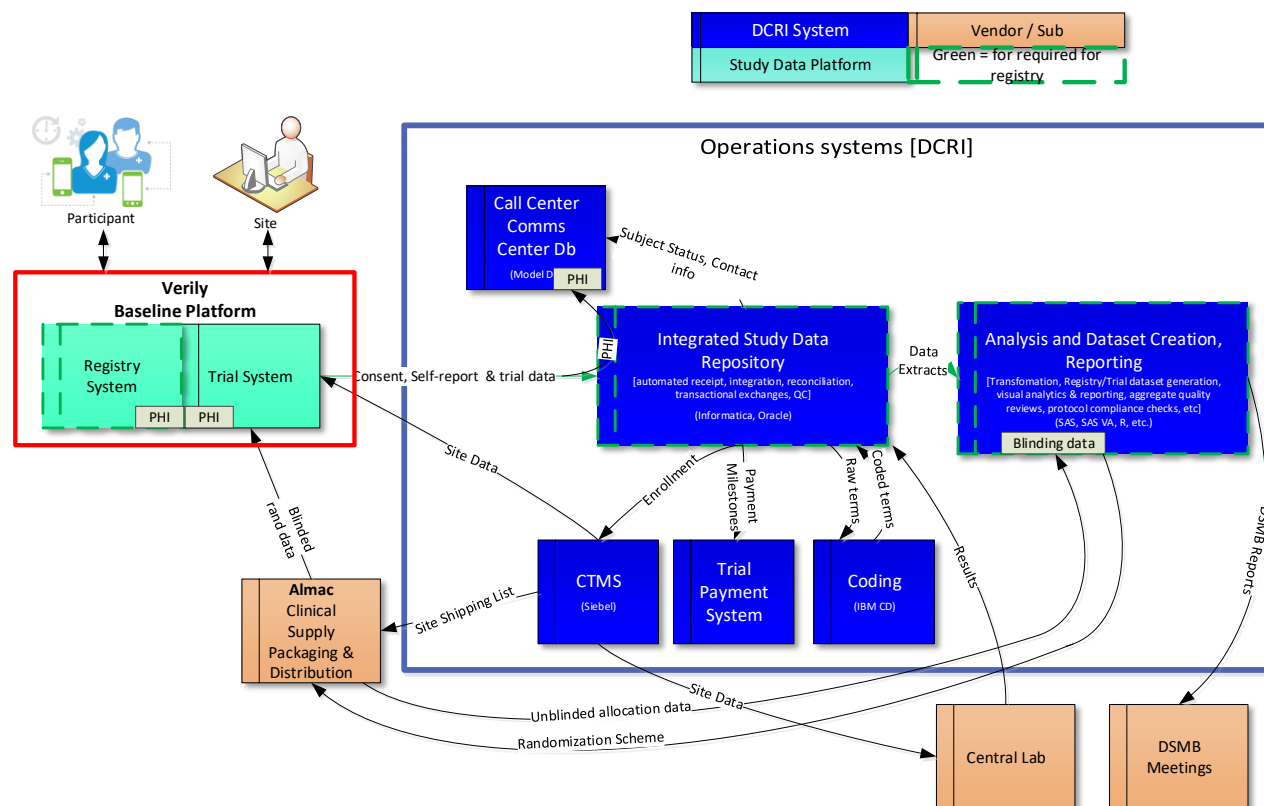 DCRI System
Vendor / Sub
Study Data Platform
Green = for required for
registry
Participant
Site
Operations systems [DCRI]
Call Center
Comms
Center Db
(Model D
PHI
Subject Status, Contact
info
Verily
Baseline Platform
Registry
System
Trial System
PHI
PHI
Consent, Self-report & trial data
PHI
Integrated Study Data
Repository
[automated receipt, integration, reconciliation,
transactional exchanges, QC]
(Informatica, Oracle)
Data
Extracts
Analysis and Dataset Creation,
Reporting
[Transfomation, Registry/Trial dataset generation,
visual analytics & reporting, aggregate quality
reviews, protocol compliance checks, etc]
(SAS, SAS VA, R, etc.)
Blinding data
Site Data
Enrollment
Payment
Milestones
Raw terms
Coded terms
Blinded
rand data
Results
DSMB Reports
Almac
Clinical
Supply
Packaging &
Distribution
Site Shipping List
CTMS
(Siebel)
Trial
Payment
System
Coding
(IBM CD)
Site Data
Unblinded allocation data
Randomization Scheme
Central Lab
DSMB
Meetings